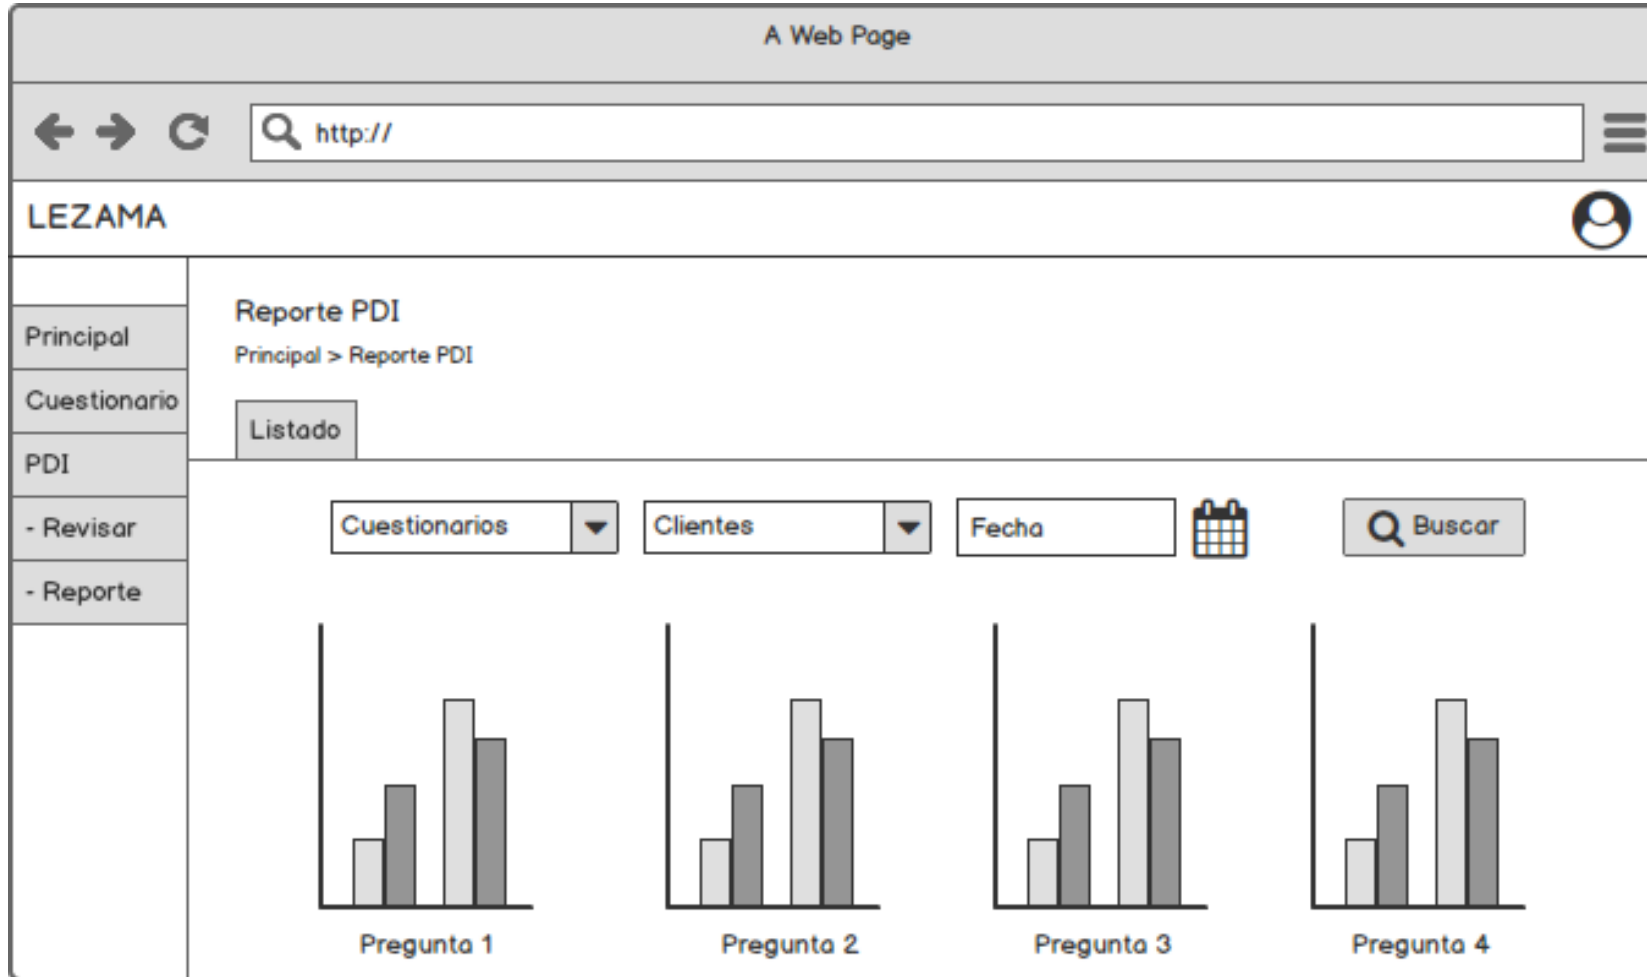 A Web Page
http://
LEZAMA
Principal
Cuestionario
PDI
- Revisar
- Reporte
Reporte PDI
Principal > Reporte PDI
Listado
Cuestionarios
Clientes
Fecha
Buscar
Pregunta 1
Pregunta 2
Pregunta 3
Pregunta 4